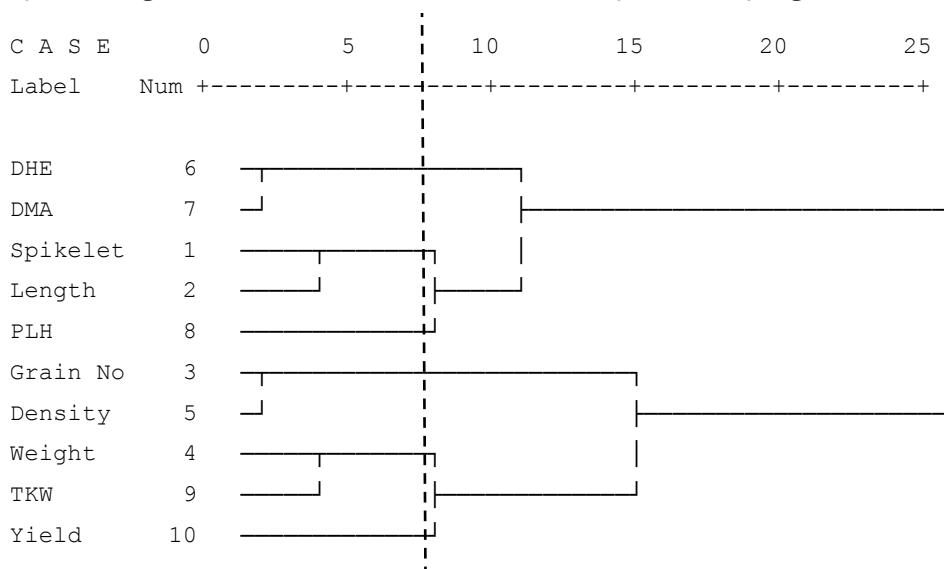 C A S E 0 5 10 15 20 25
Label Num +---------+---------+---------+---------+---------+
DHE 6
DMA 7
Spikelet 1
Length 2
PLH 8
Grain No 3
Density 5
Weight 4
TKW 9
Yield 10